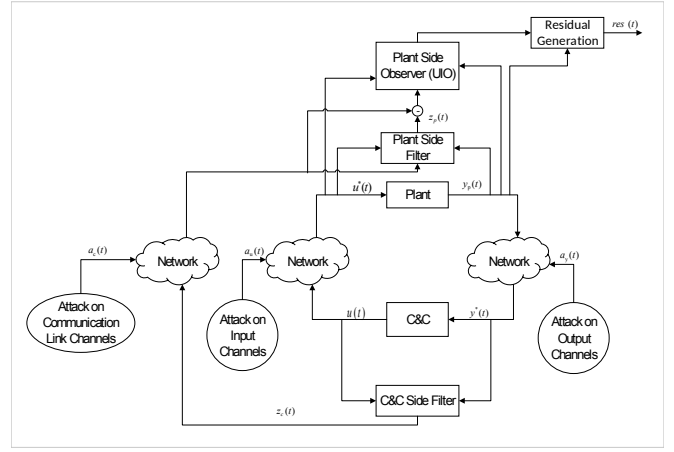 Residual
Generation
res (t)
Plant Side
Observer (UIO)
-
z_p(t)
Plant Side
Filter
u*(t)
Plant
y_p(t)
a_c(t)
Network
a_u(t)
Network
Network
a_y(t)
Attack on
Communication
Link Channels
Attack on
Input
Channels
u(t)
C&C
y*(t)
Attack on
Output
Channels
C&C Side Filter
z_c(t)